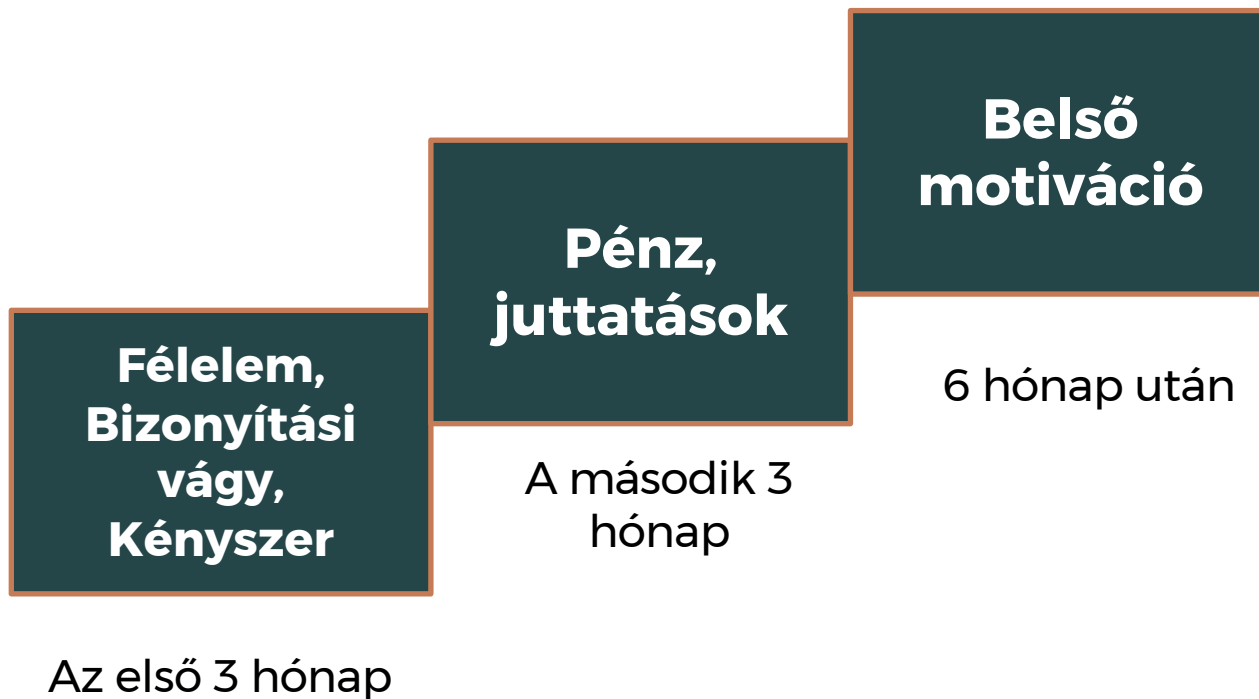 Félelem,
Bizonyítási
vágy,
Kényszer
Az első 3 hónap
Pénz,
juttatások
A második 3
hónap
Belső
motiváció
6 hónap után